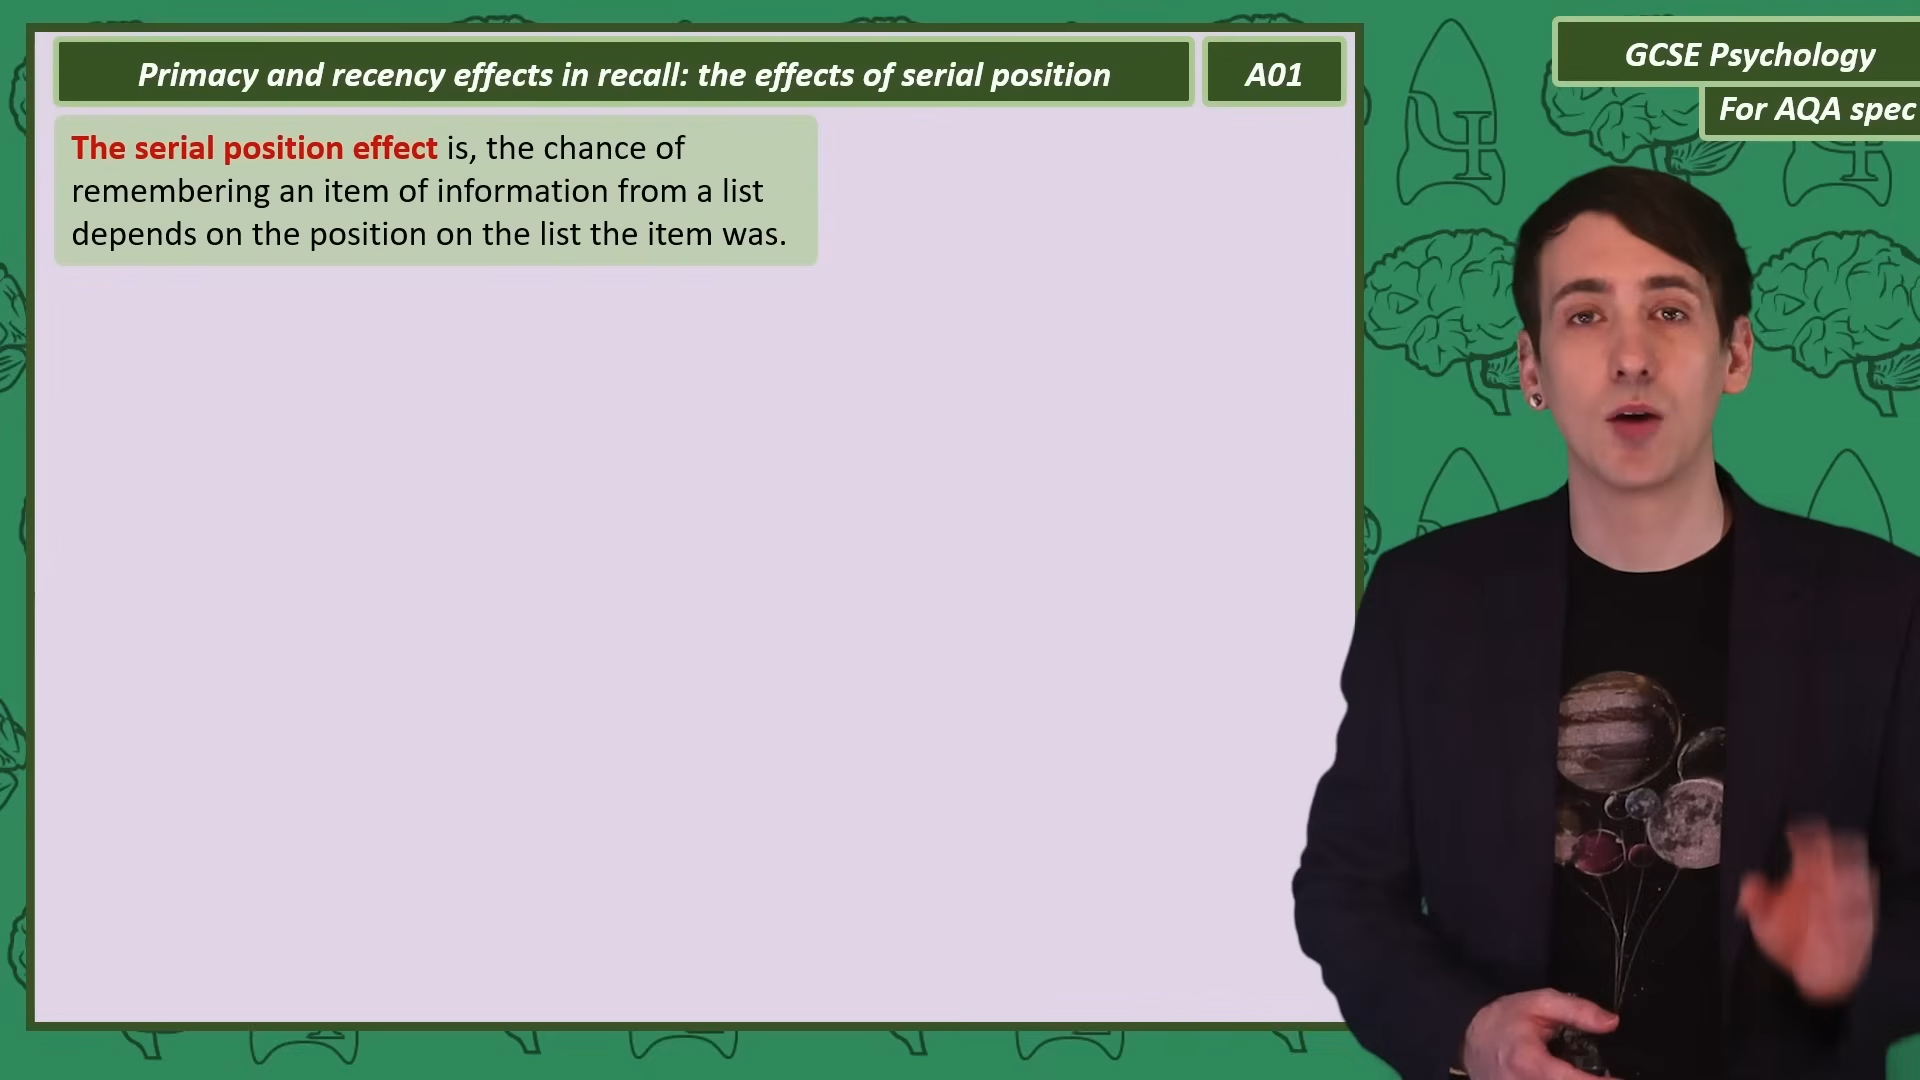 Primacy and recency effects in recall: the effects of serial position
A01
GCSE Psychology
For AQA spec
The serial position effect is, the chance of
remembering an item of information from a list
depends on the position on the list the item was.